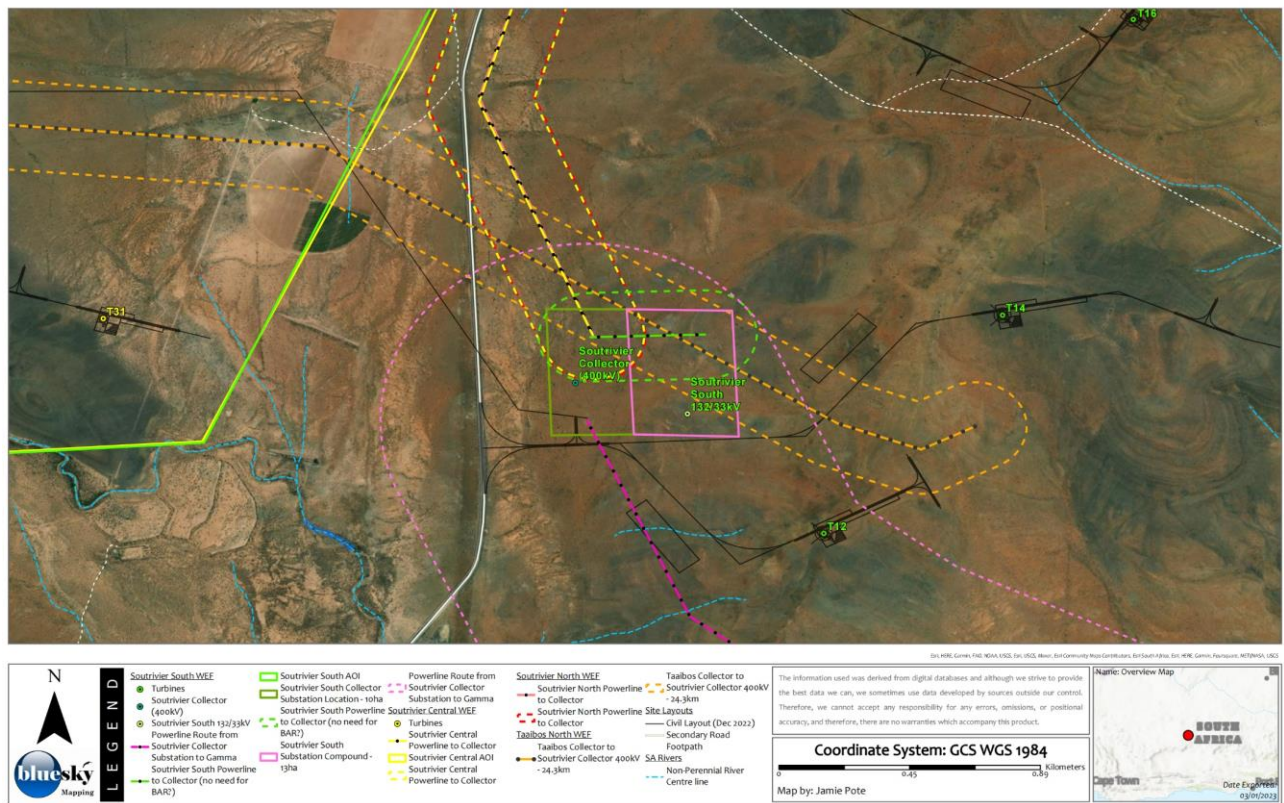 T16
T31
T14
Soutrivier
Collector
(400kV)
Soutrivier
South
132/33kV
T12
N
bluesky
Mapping
LEGEND
Soutrivier South WEF
Turbines
Soutrivier Collector
(400kV)
Soutrivier South 132/33kV
Powerline Route from
Soutrivier Collector
Substation to Gamma
Soutrivier South Powerline
to Collector (no need for
BAR?)
Soutrivier South AOI
Soutrivier South Collector
Substation Location - 10ha
Soutrivier South Powerline
to Collector (no need for
BAR?)
Soutrivier South
Substation Compound -
13ha
Powerline Route from
Soutrivier Collector
Substation to Gamma
Soutrivier Central WEF
Turbines
Soutrivier Central
Powerline to Collector
Soutrivier Central AOI
Soutrivier Central
Powerline to Collector
Soutrivier North WEF
Soutrivier North Powerline
to Collector
Soutrivier North Powerline
to Collector
Taaibos North WEF
Taaibos Collector to
Soutrivier Collector 400kV
- 24.3km
Taaibos Collector to
Soutrivier Collector 400kV
- 24.3km
Site Layouts
Civil Layout (Dec 2022)
Secondary Road
Footpath
SA Rivers
Non-Perennial River
Centre line
The information used was derived from digital databases and although we strive to provide
the best data we can, we sometimes use data developed by sources outside our control.
Therefore, we cannot accept any responsibility for any errors, omissions, or positional
accuracy, and therefore, there are no warranties which accompany this product.
Coordinate System: GCS WGS 1984
Kilometers
0 0.45 0.89
Map by: Jamie Pote
Name: Overview Map
SOUTH
AFRICA
Cape Town
Date Exported:
03/01/2023